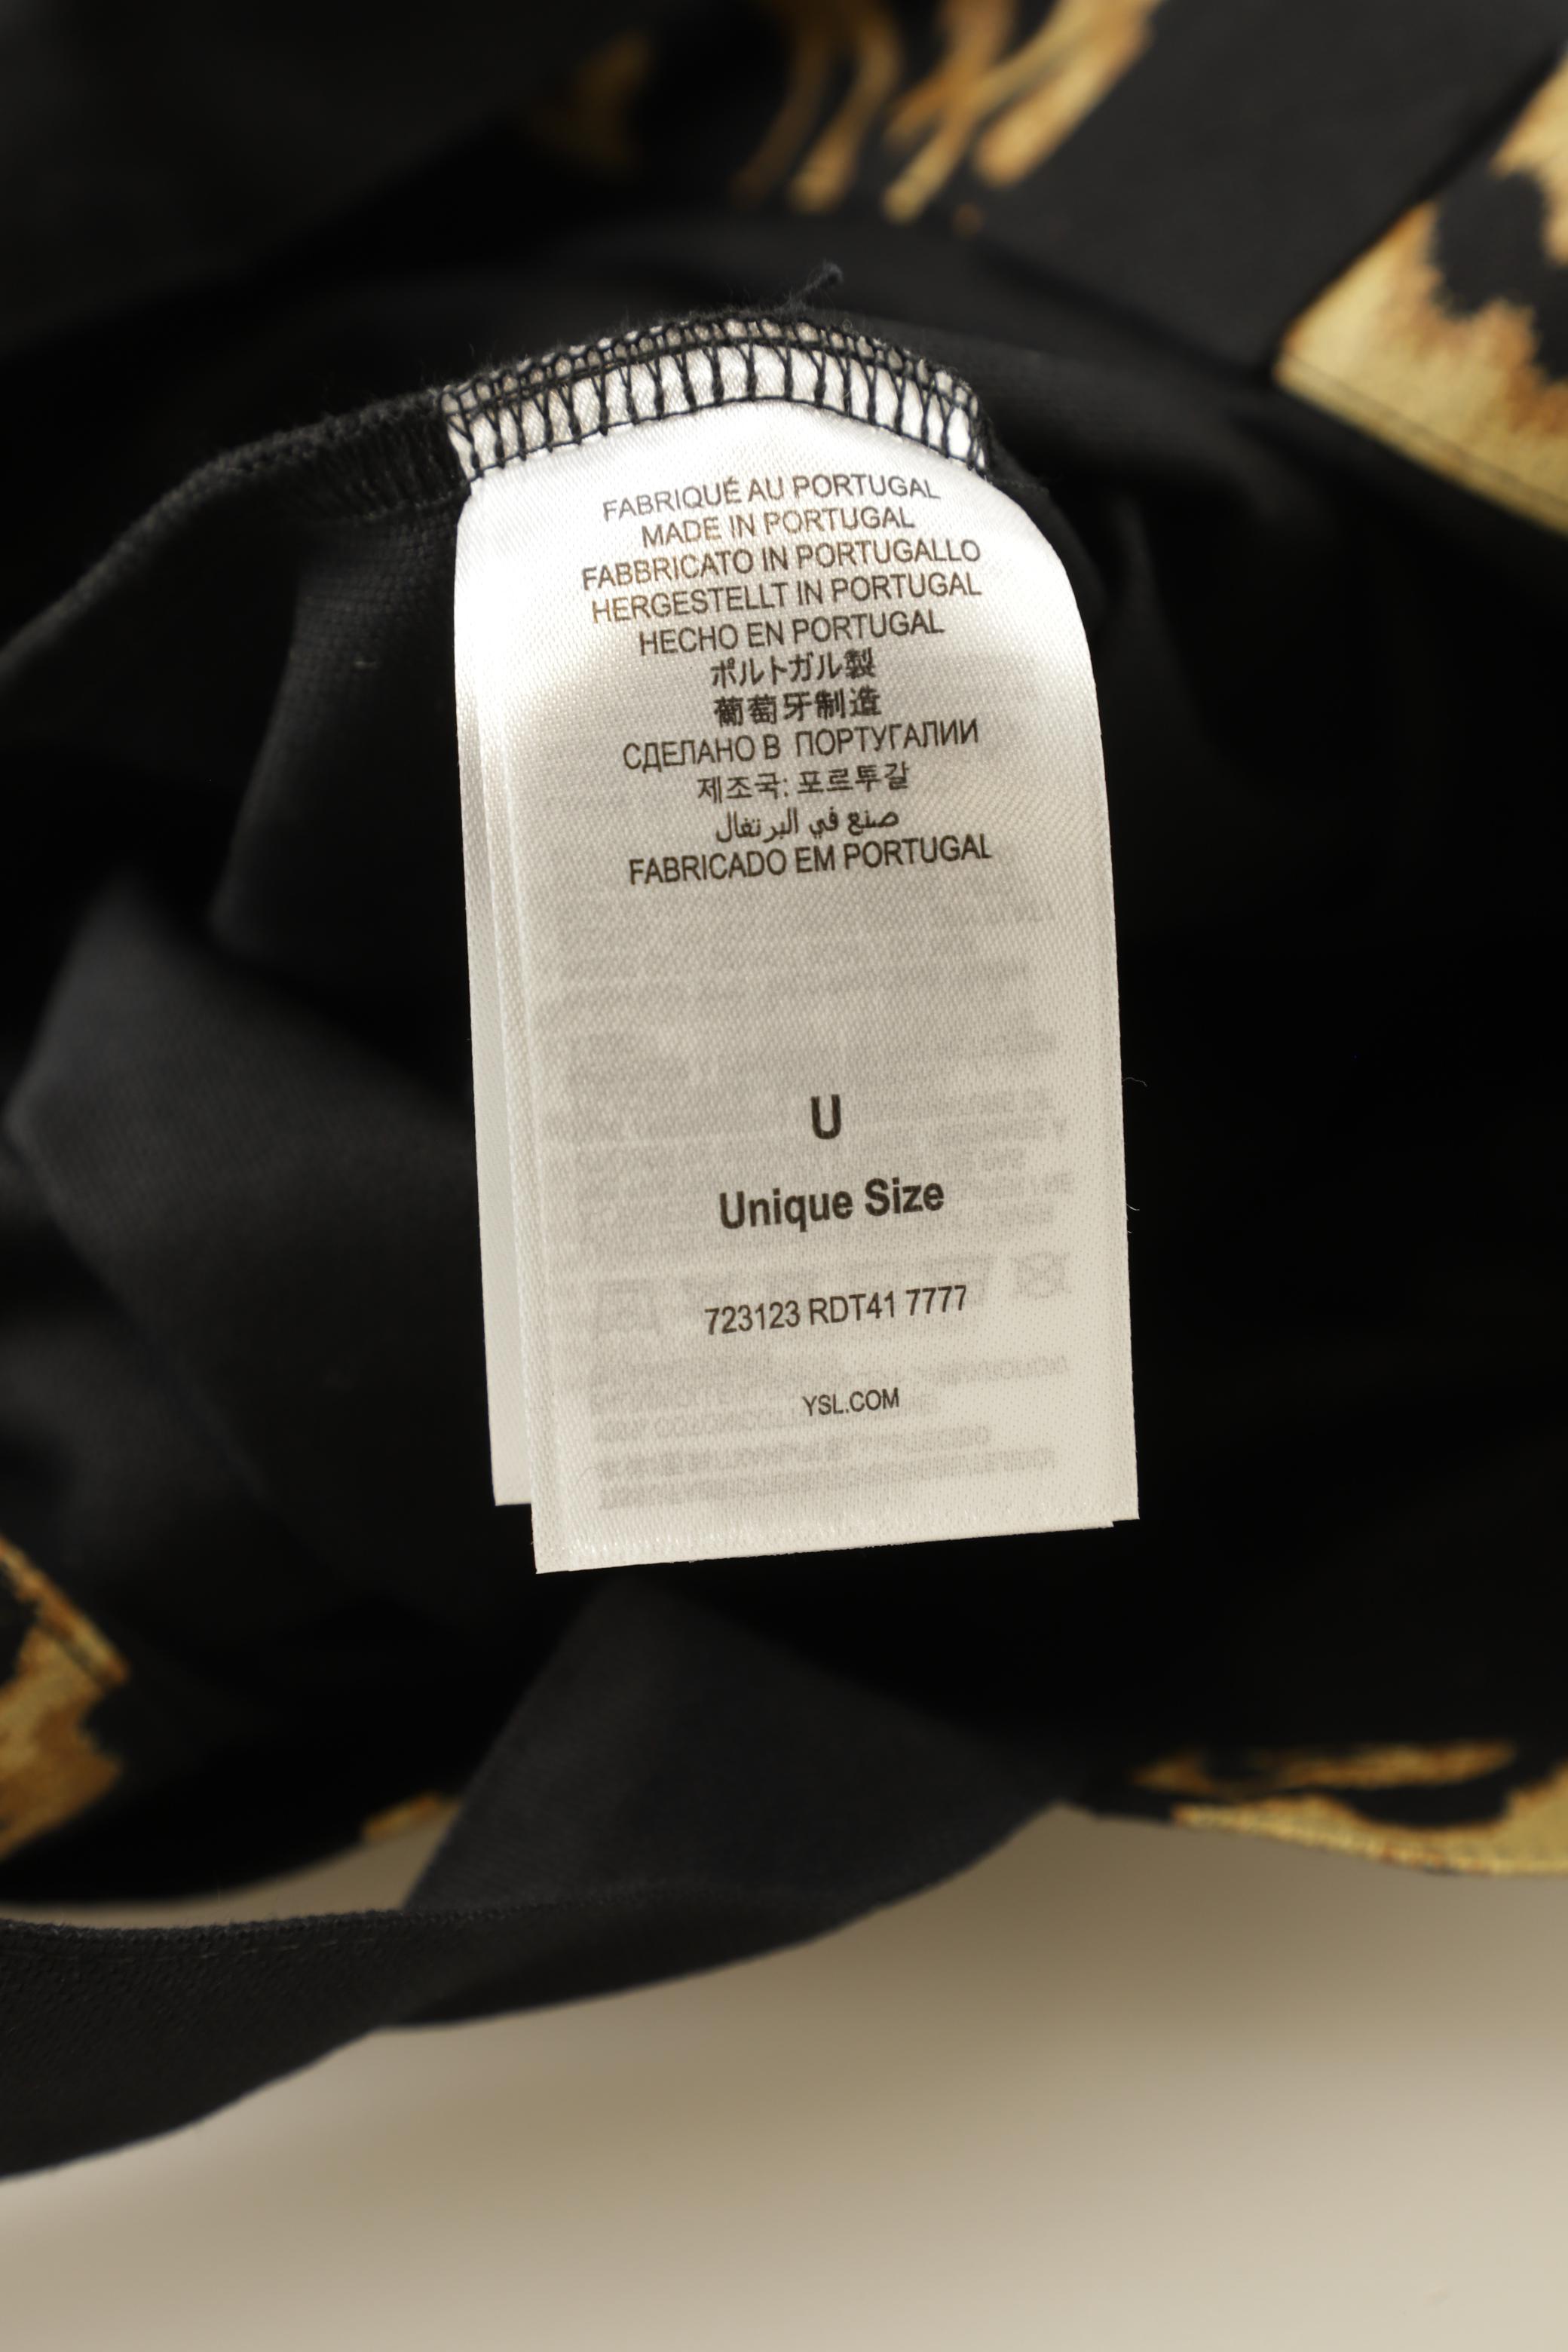 FABRIQUÉ AU PORTUGAL
MADE IN PORTUGAL
FABBRICATO IN PORTUGALLO
HERGESTELLT IN PORTUGAL
HECHO EN PORTUGAL
ポルトガル製
葡萄牙制造
СДЕЛАНО В ПОРТУГАЛИИ
제조국: 포르투갈
صنع في البرتغال
FABRICADO EM PORTUGAL
U
Unique Size
723123 RDT41 7777
YSL.COM